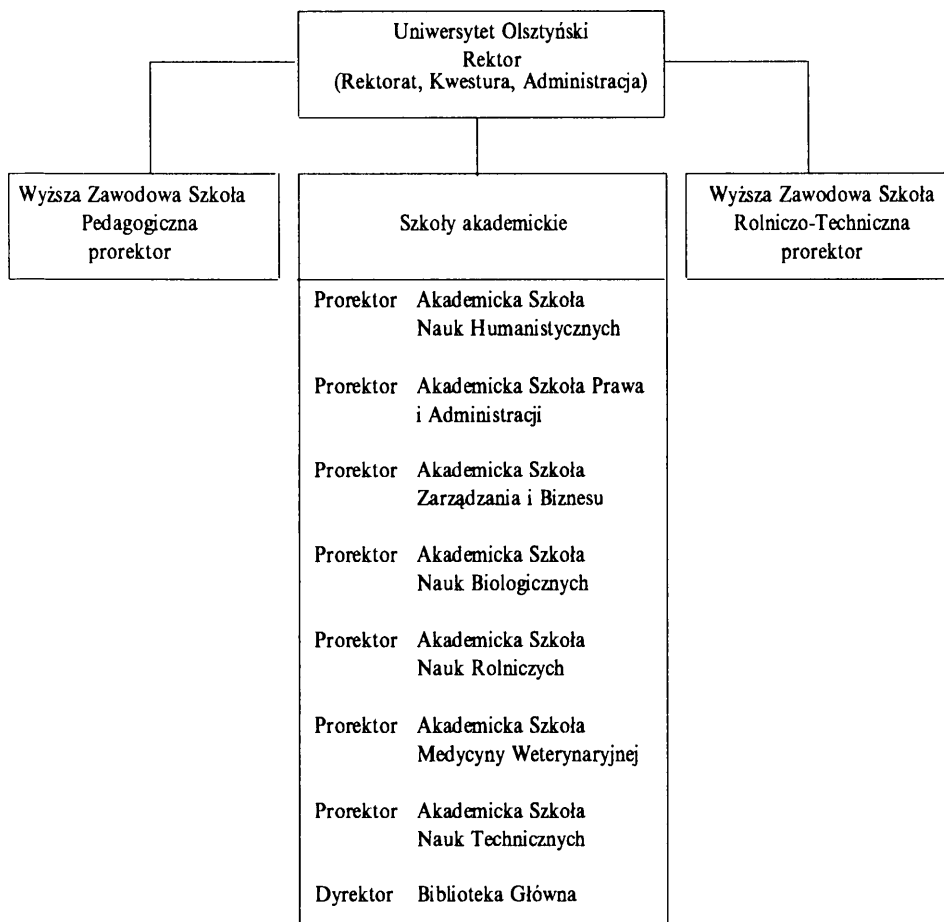 Uniwersytet Olsztyński
Rektor
(Rektorat, Kwestura, Administracja)
Wyższa Zawodowa Szkoła
Pedagogiczna
prorektor
Szkoły akademickie
Wyższa Zawodowa Szkoła
Rolniczo-Techniczna
prorektor
Prorektor Akademicka Szkoła
Nauk Humanistycznych
Prorektor Akademicka Szkoła Prawa
i Administracji
Prorektor Akademicka Szkoła
Zarządzania i Biznesu
Prorektor Akademicka Szkoła
Nauk Biologicznych
Prorektor Akademicka Szkoła
Nauk Rolniczych
Prorektor Akademicka Szkoła
Medycyny Weterynaryjnej
Prorektor Akademicka Szkoła
Nauk Technicznych
Dyrektor Biblioteka Główna